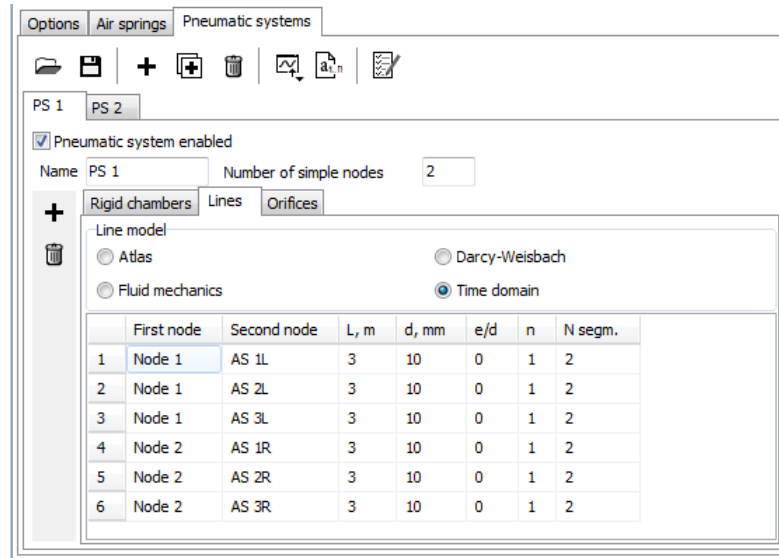 Options Air springs Pneumatic systems
PS 1 PS 2
Pneumatic system enabled
Name PS 1 Number of simple nodes 2
Rigid chambers Lines Orifices
Line model
Atlas Darcy-Weisbach
Fluid mechanics Time domain
First node Second node L, m d, mm e/d n N segm.
1 Node 1 AS 1L 3 10 0 1 2
2 Node 1 AS 2L 3 10 0 1 2
3 Node 1 AS 3L 3 10 0 1 2
4 Node 2 AS 1R 3 10 0 1 2
5 Node 2 AS 2R 3 10 0 1 2
6 Node 2 AS 3R 3 10 0 1 2